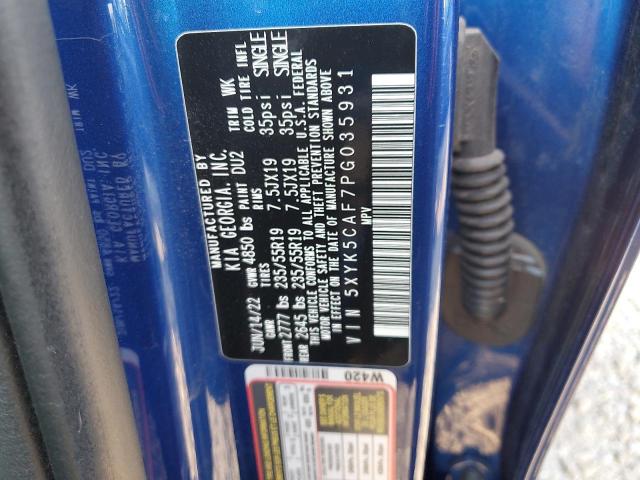 MANUFACTURED BY
KIA GEORGIA, INC.
JUN/14/22 GVWR 4850 lbs PAINT DU2 TRIM WK
GAWR TIRES RIMS COLD TIRE INFL
FRONT 2777 lbs 235/55R19 7.5JX19 35psi SINGLE
REAR 2645 lbs 235/55R19 7.5JX19 35psi SINGLE
THIS VEHICLE CONFORMS TO ALL APPLICABLE U.S.A. FEDERAL
MOTOR VEHICLE SAFETY AND THEFT PREVENTION STANDARDS
IN EFFECT ON THE DATE OF MANUFACTURE SHOWN ABOVE
VIN 5XYK5CAF7PG035931
MPV
W420